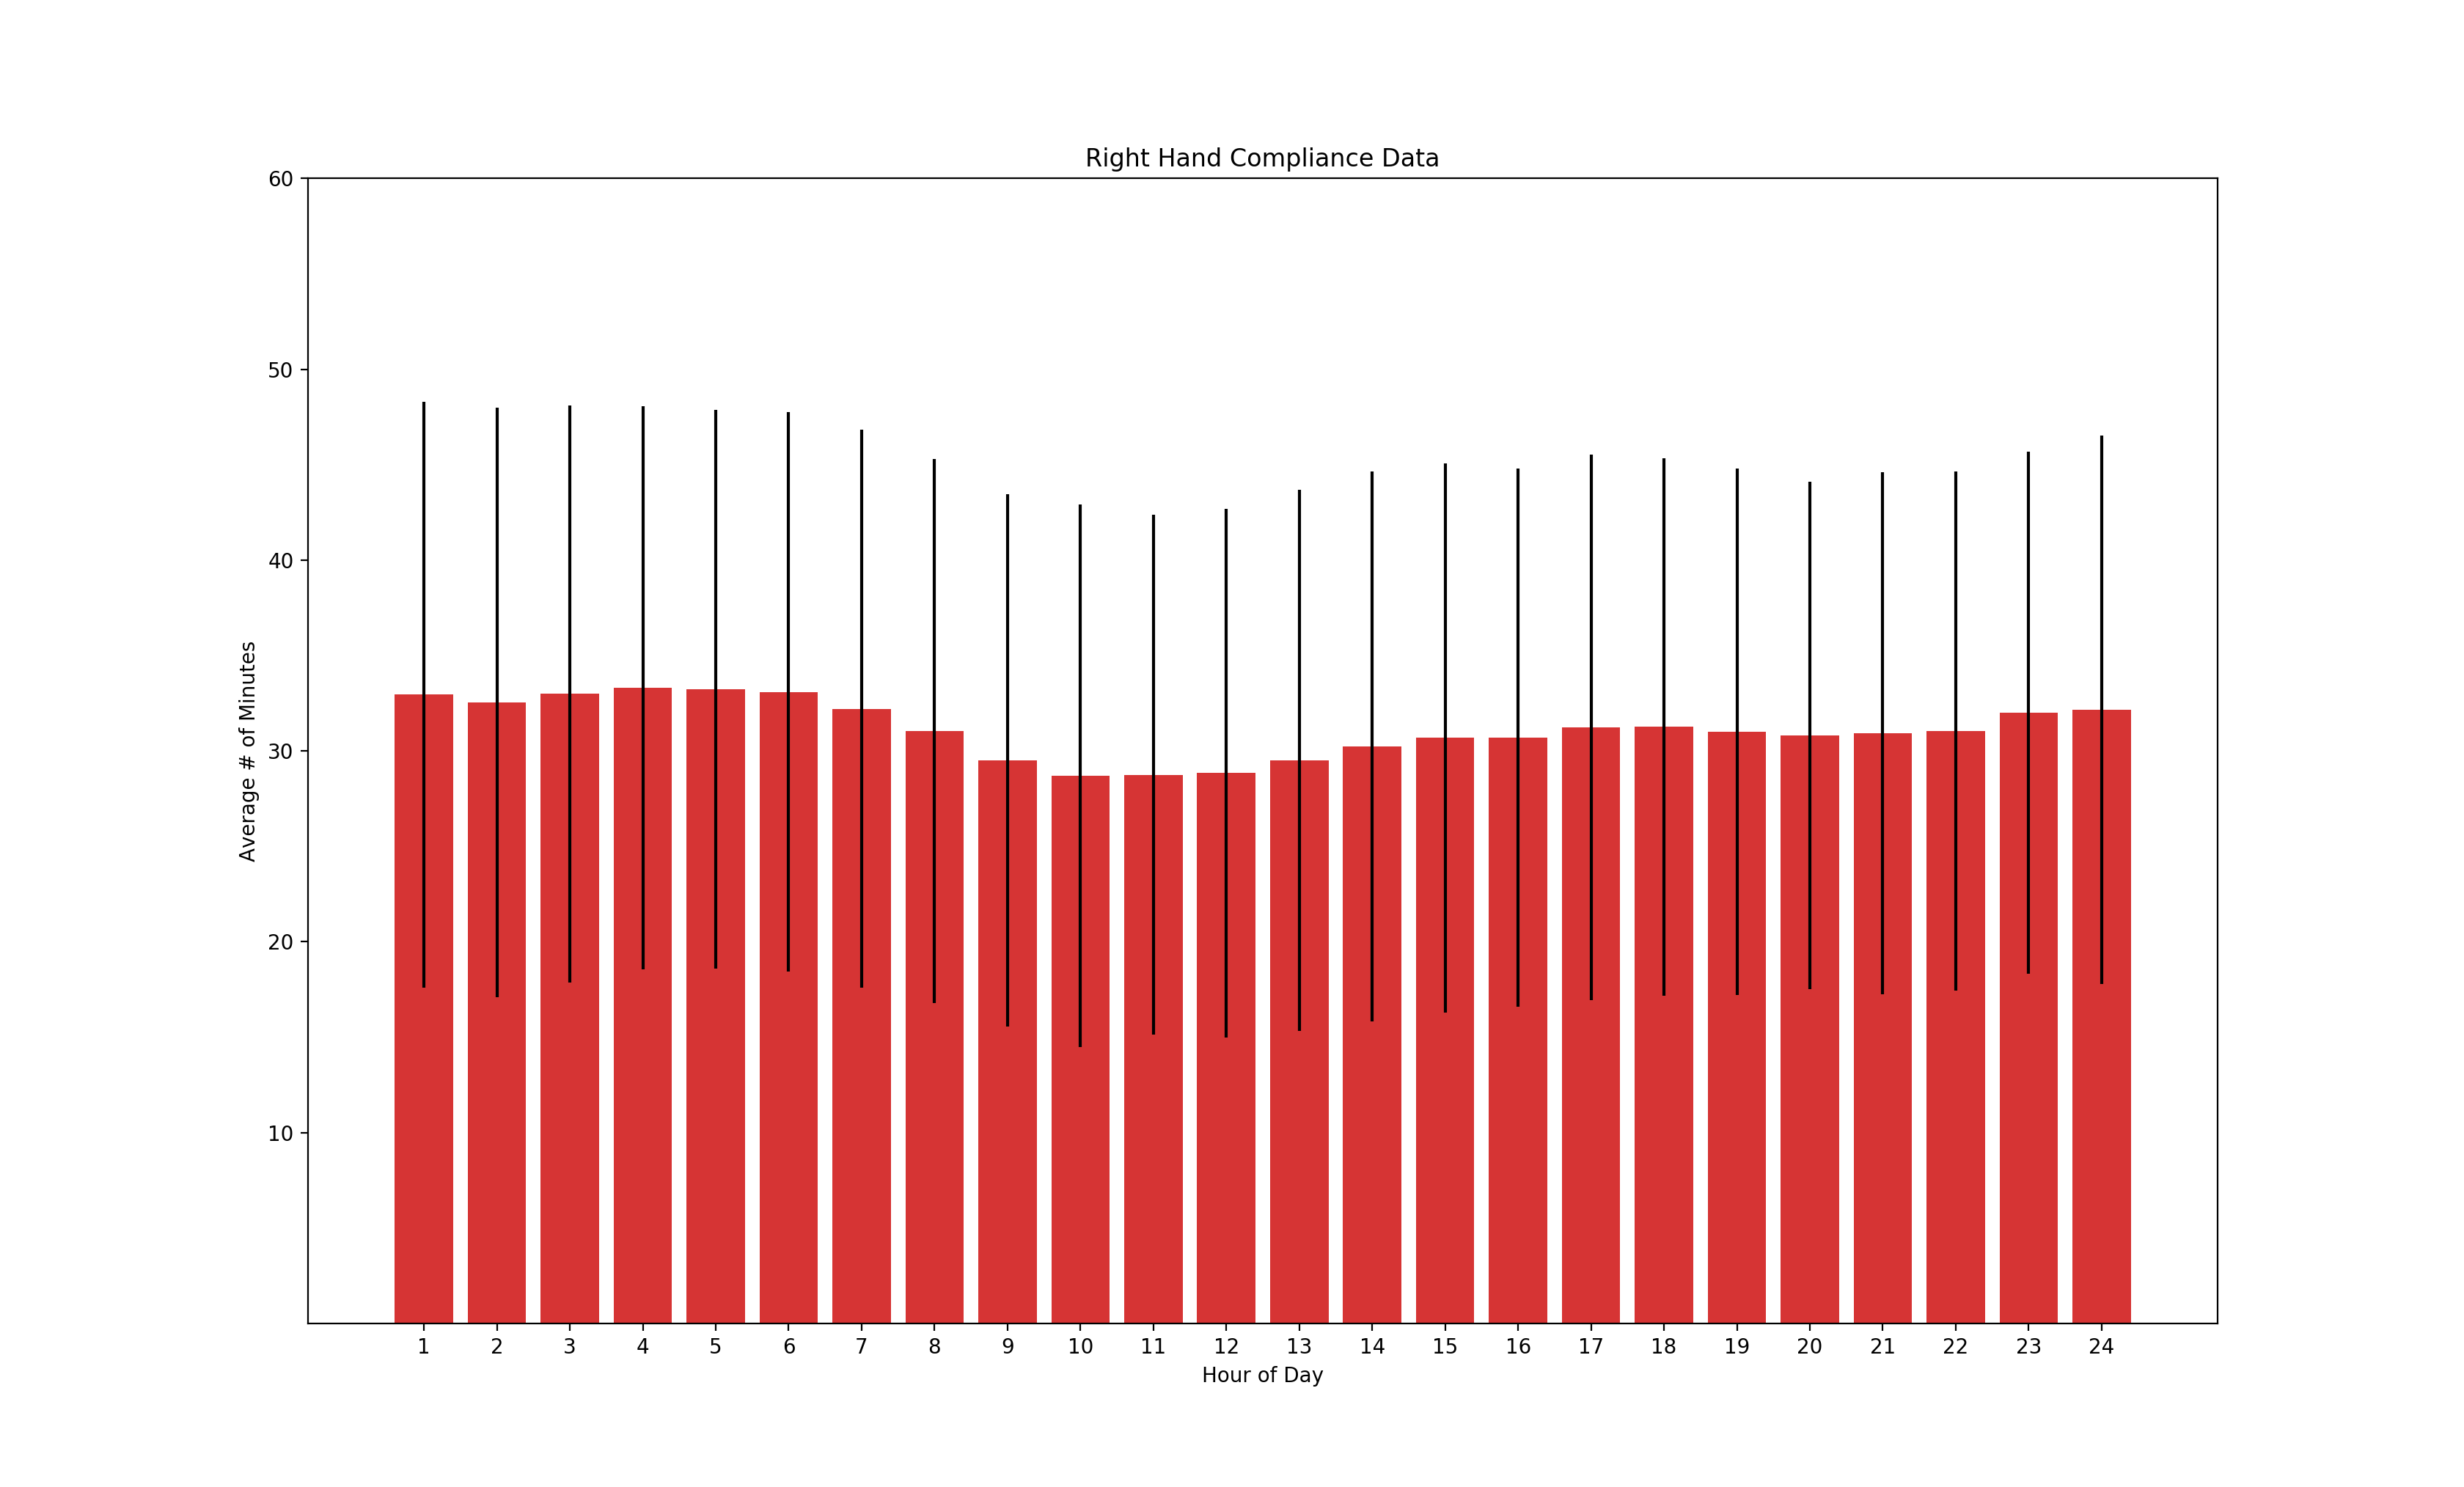 Right Hand Compliance Data
60
50
40
30
20
10
Average # of Minutes
1 2 3 4 5 6 7 8 9 10 11 12 13 14 15 16 17 18 19 20 21 22 23 24
Hour of Day